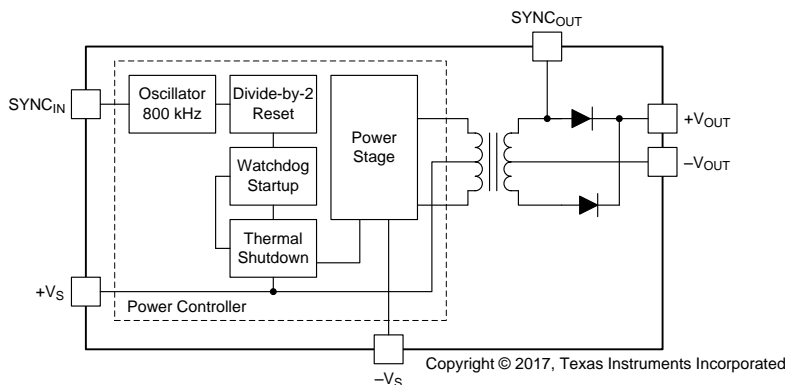 SYNCOUT
SYNCIN
Oscillator
800 kHz
Divide-by-2
Reset
Watchdog
Startup
Thermal
Shutdown
Power
Stage
+VOUT
–VOUT
+VS
Power Controller
–VS
Copyright © 2017, Texas Instruments Incorporated